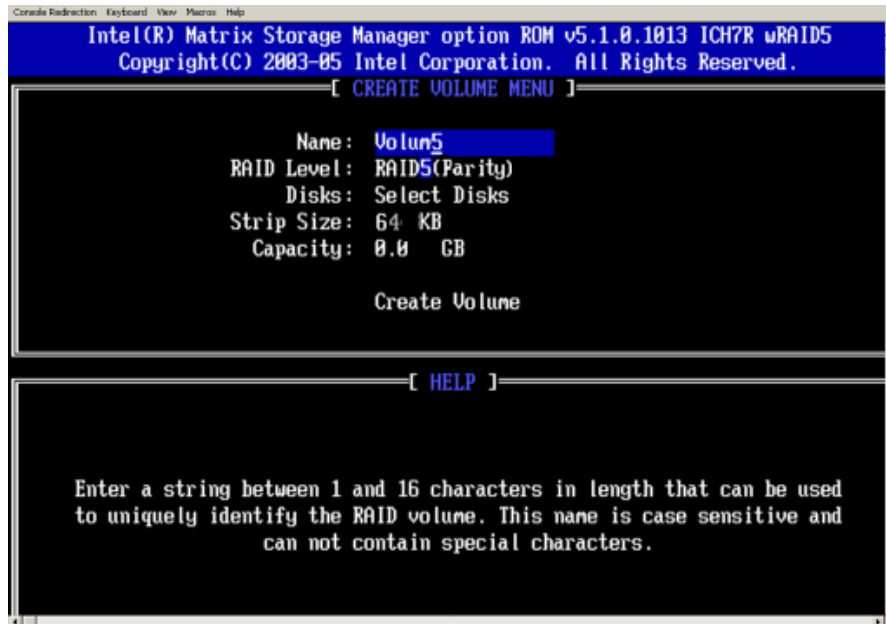 Console Redirection Keyboard View Macros Help
Intel(R) Matrix Storage Manager option ROM v5.1.0.1013 ICH7R wRAID5
Copyright(C) 2003-05 Intel Corporation. All Rights Reserved.
[ CREATE VOLUME MENU ]
Name: Volum5
RAID Level: RAID5(Parity)
Disks: Select Disks
Strip Size: 64 KB
Capacity: 0.0 GB
Create Volume
[ HELP ]
Enter a string between 1 and 16 characters in length that can be used
to uniquely identify the RAID volume. This name is case sensitive and
can not contain special characters.